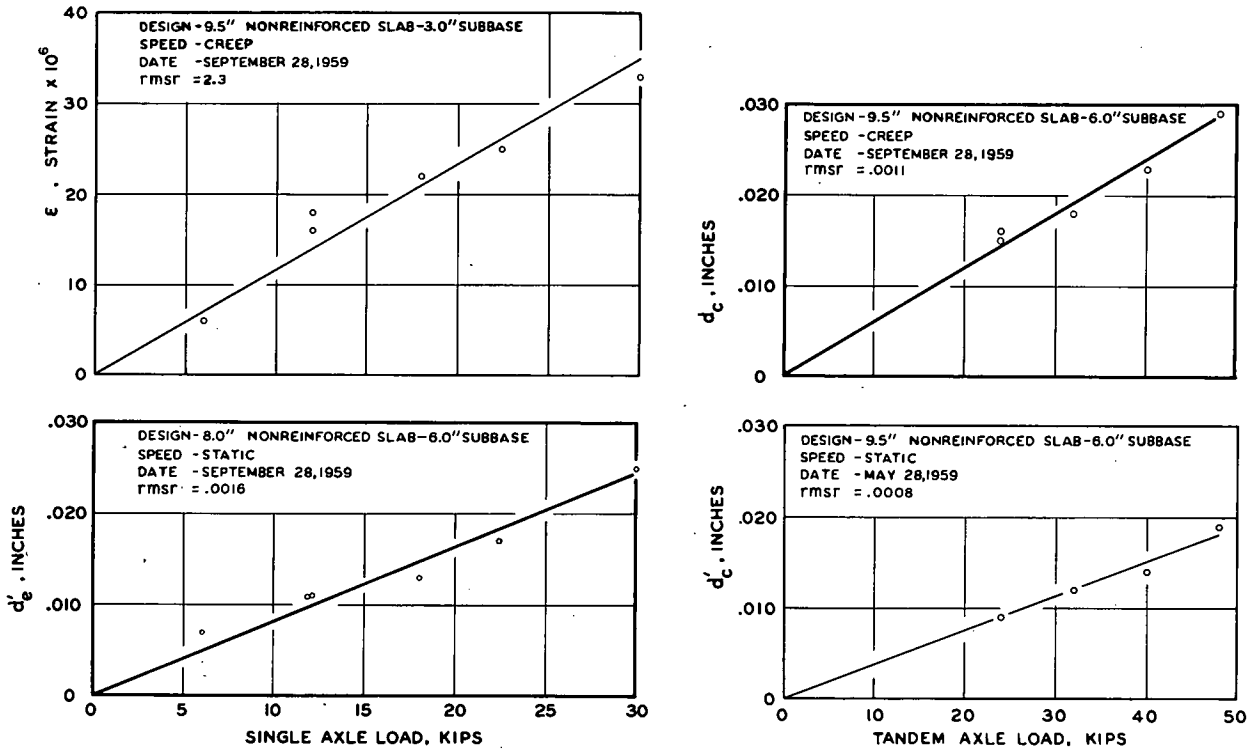 DESIGN-9.5" NONREINFORCED SLAB-3.0" SUBBASE
SPEED -CREEP
DATE -SEPTEMBER 28,1959
rmsr =2.3
40
30
20
10
0
ε, STRAIN x 10⁶
DESIGN-9.5" NONREINFORCED SLAB-6.0" SUBBASE
SPEED -CREEP
DATE -SEPTEMBER 28,1959
rmsr =.0011
.030
.020
.010
0
dc, INCHES
DESIGN-8.0" NONREINFORCED SLAB-6.0" SUBBASE
SPEED -STATIC
DATE -SEPTEMBER 28,1959
rmsr =.0016
.030
.020
.010
0
d'e, INCHES
0 5 10 15 20 25 30
SINGLE AXLE LOAD, KIPS
DESIGN-9.5" NONREINFORCED SLAB-6.0" SUBBASE
SPEED -STATIC
DATE -MAY 28,1959
rmsr =.0008
.030
.020
.010
0
d'c, INCHES
0 10 20 30 40 50
TANDEM AXLE LOAD, KIPS